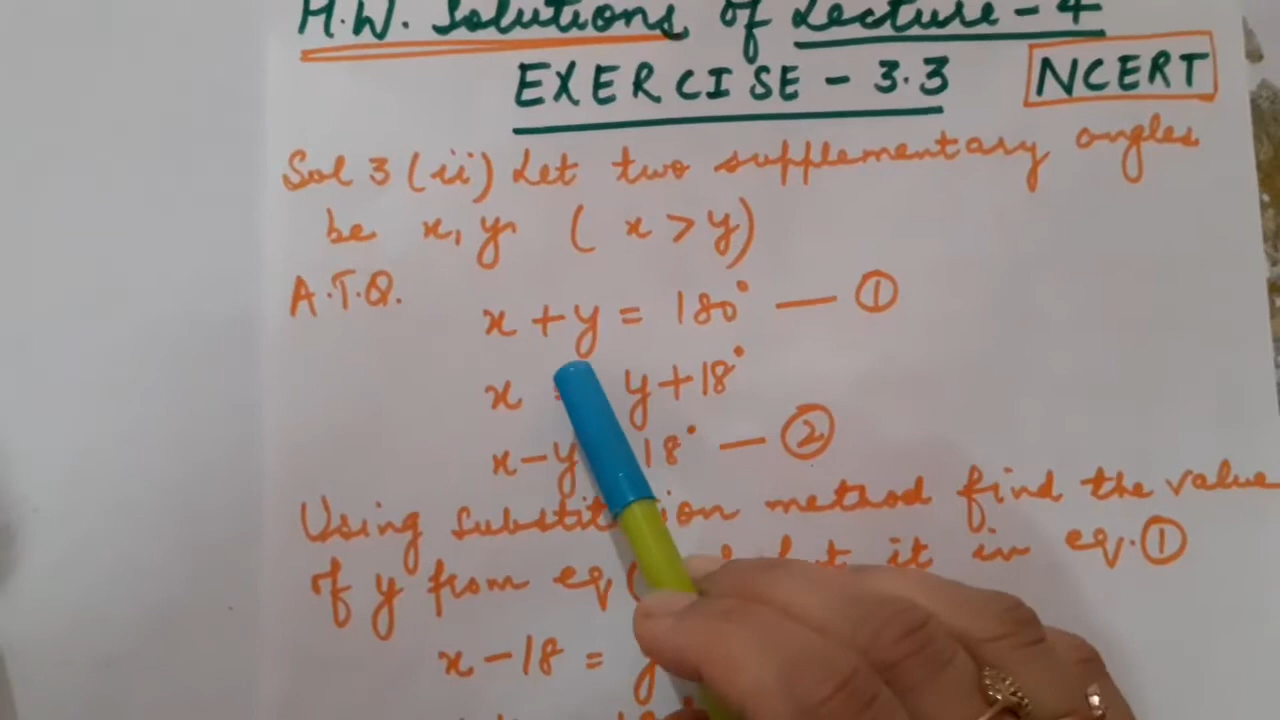 H.W. Solutions of Lecture - 4
EXERCISE - 3.3 NCERT
Sol 3 (ii) Let two supplementary angles
be x, y (x > y)
A.T.Q.
x + y = 180° — ①
x = y + 18°
x - y 18° — ②
Using substitution method find the value
of y from eq it in eq. ①
x - 18 = y